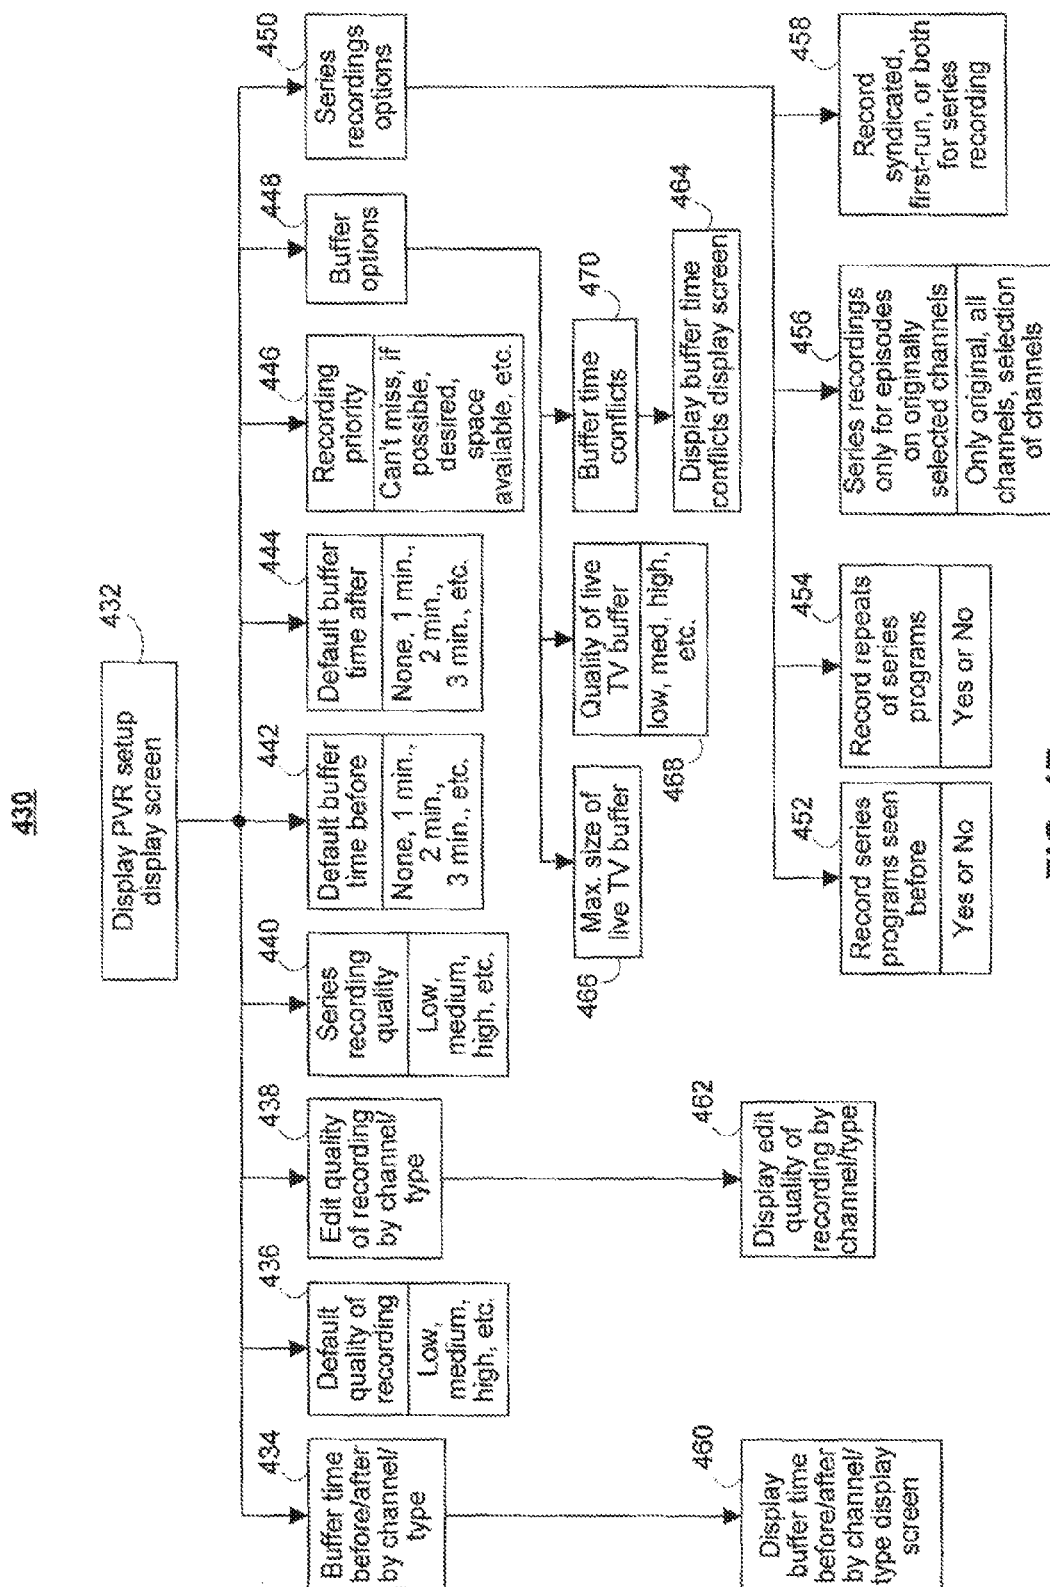 430
432
Display PVR setup
display screen
434
Buffer time
before/after
by channel/
type
436
Default
quality of
recording
Low,
medium,
high, etc.
438
Edit quality
of recording
by channel/
type
440
Series
recording
quality
Low,
medium,
high, etc.
442
Default buffer
time before
None, 1 min.,
2 min.,
3 min., etc.
444
Default buffer
time after
None, 1 min.,
2 min.,
3 min., etc.
446
Recording
priority
Can't miss, if
possible,
desired,
space
available, etc.
448
Buffer
options
450
Series
recordings
options
466
Max. size of
live TV buffer
468
Quality of live
TV buffer
low, med, high,
etc.
470
Buffer time
conflicts
464
Display buffer time
conflicts display screen
460
Display
buffer time
before/after
by channel/
type display
screen
462
Display edit
quality of
recording by
channel/type
452
Record series
programs seen
before
Yes or No
454
Record repeats
of series
programs
Yes or No
456
Series recordings
only for episodes
on originally
selected channels
Only original, all
channels, selection
of channels
458
Record
syndicated,
first-run, or both
for series
recording